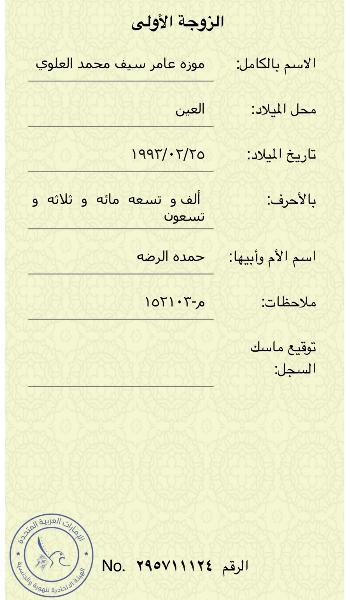 الزوجة الأولى
الاسم بالكامل: موزه عامر سيف محمد العلوي
محل الميلاد: العين
تاريخ الميلاد: ١٩٩٣/٠٢/٢٥
بالأحرف: ألف و تسعه مائه و ثلاثه و
تسعون
اسم الأم وأبيها: حمده الرضه
ملاحظات: م-١٥٢١٠٣
توقيع ماسك
السجل:
الرقم ٢٩٥٧١١١٢٤ No.
الإمارات العربية المتحدة
الهيئة الاتحادية للهوية والجنسية